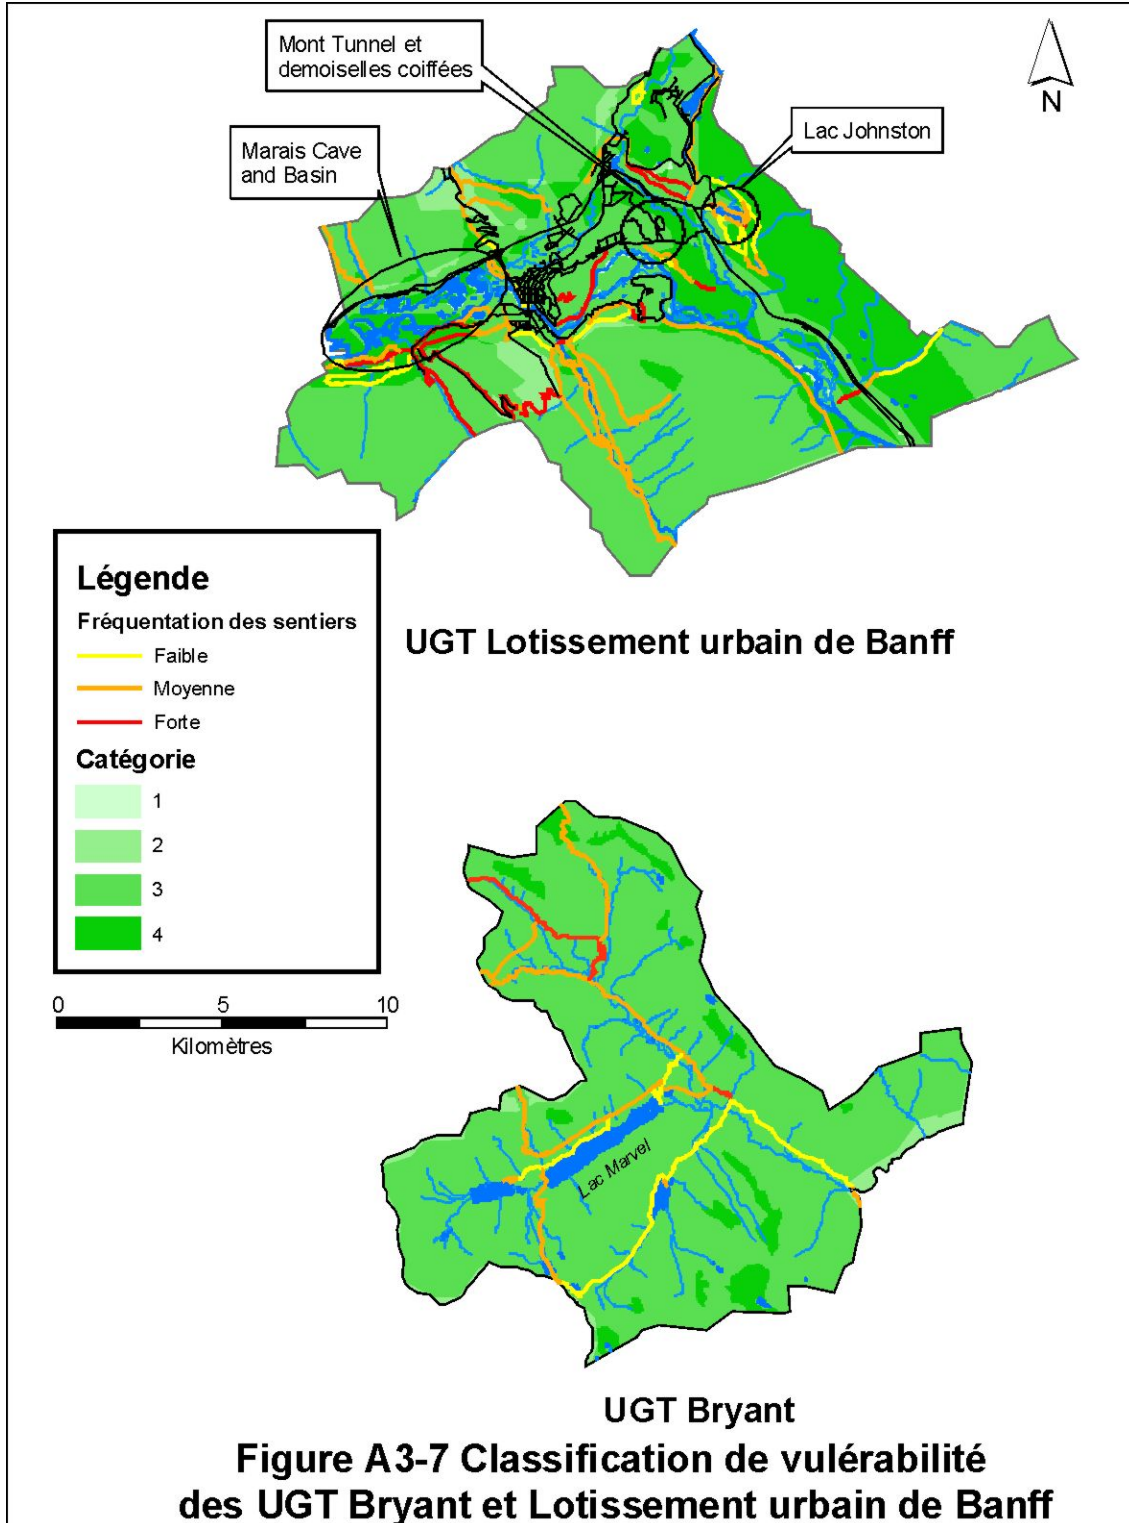 Mont Tunnel et
demoiselles coiffées
N
Lac Johnston
Marais Cave
and Basin
UGT Lotissement urbain de Banff
Légende
Fréquentation des sentiers
Faible
Moyenne
Forte
Catégorie
1
2
3
4
0 5 10
Kilomètres
Lac Marvel
UGT Bryant
Figure A3-7 Classification de vulérabilité
des UGT Bryant et Lotissement urbain de Banff